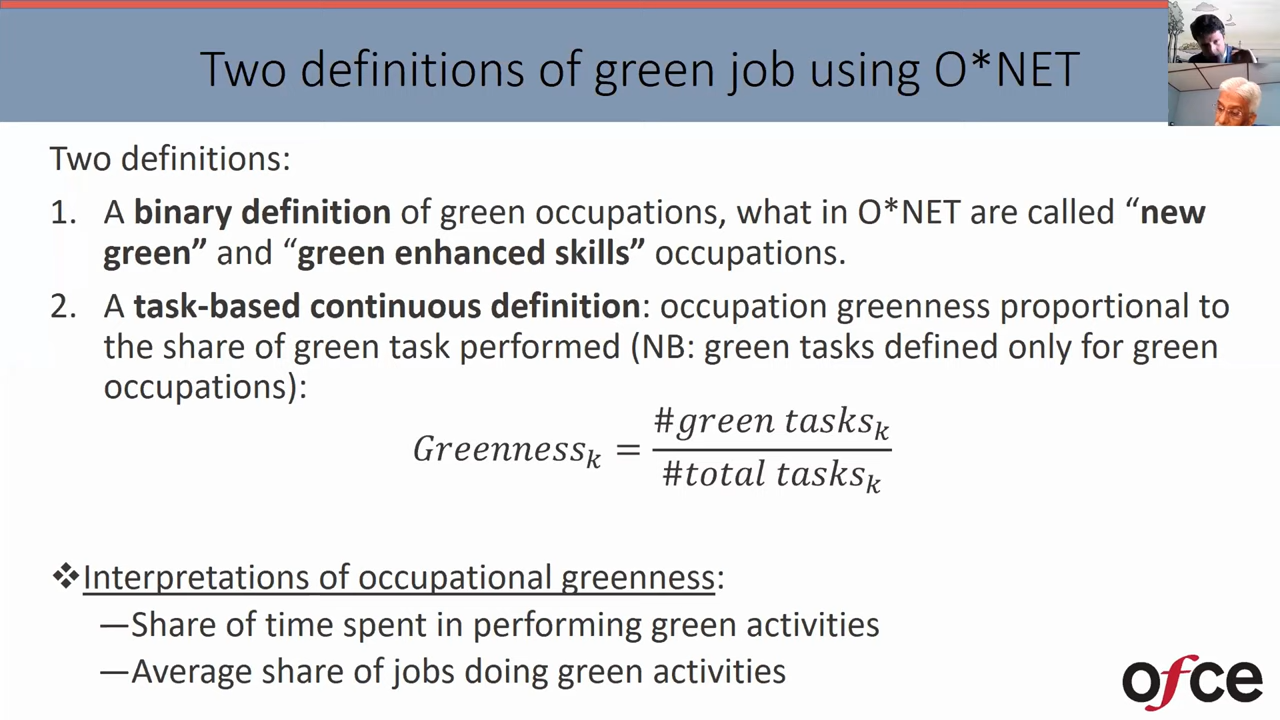 Two definitions of green job using O*NET
Two definitions:
1. A binary definition of green occupations, what in O*NET are called “new
green” and “green enhanced skills” occupations.
2. A task-based continuous definition: occupation greenness proportional to
the share of green task performed (NB: green tasks defined only for green
occupations):
Greennessₖ = #green tasksₖ / #total tasksₖ
❖Interpretations of occupational greenness:
—Share of time spent in performing green activities
—Average share of jobs doing green activities
ofce